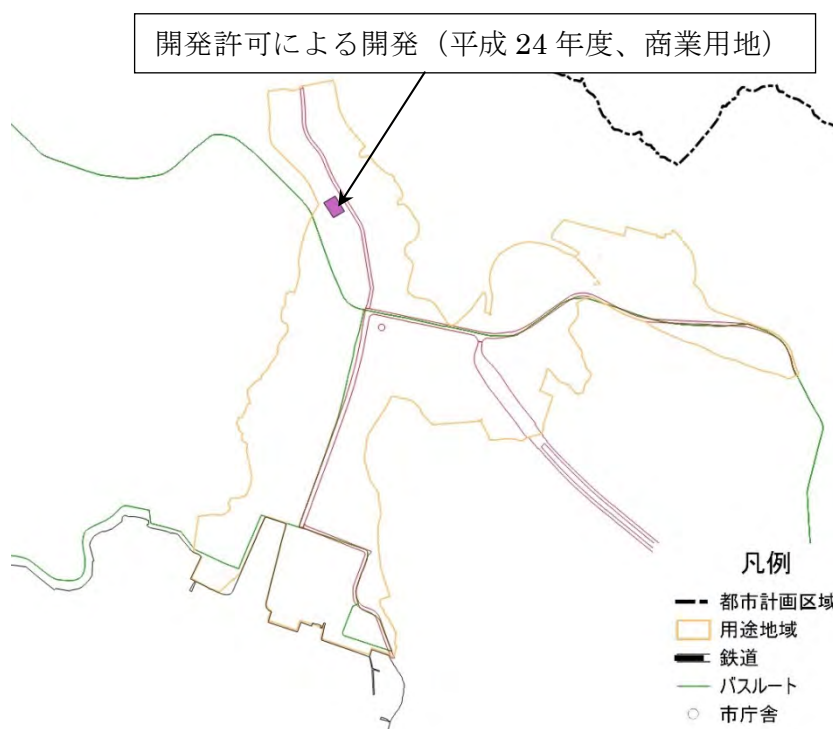 開発許可による開発（平成 24 年度、商業用地）
凡例
都市計画区域
用途地域
鉄道
バスルート
市庁舎